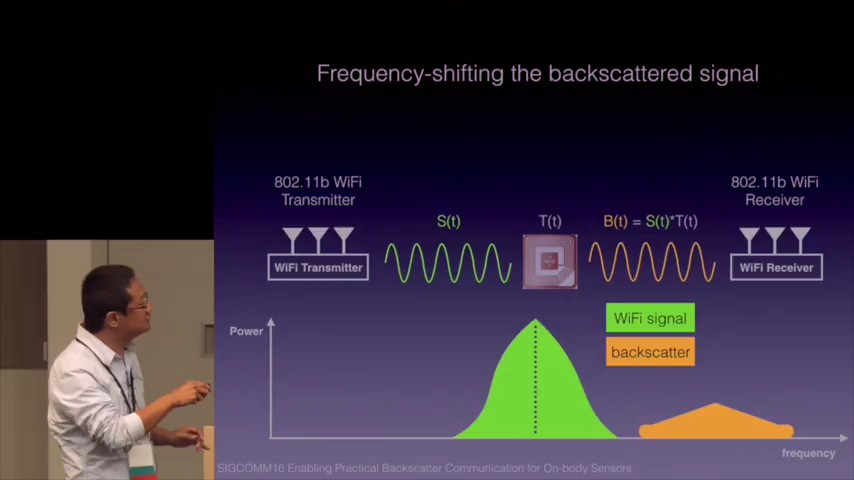 Frequency-shifting the backscattered signal
802.11b WiFi
Transmitter
802.11b WiFi
Receiver
S(t)
T(t)
B(t) = S(t)*T(t)
WiFi Transmitter
WiFi Receiver
WiFi signal
Power
backscatter
frequency
SIGCOMM16 Enabling Practical Backscatter Communication for On-body Sensors